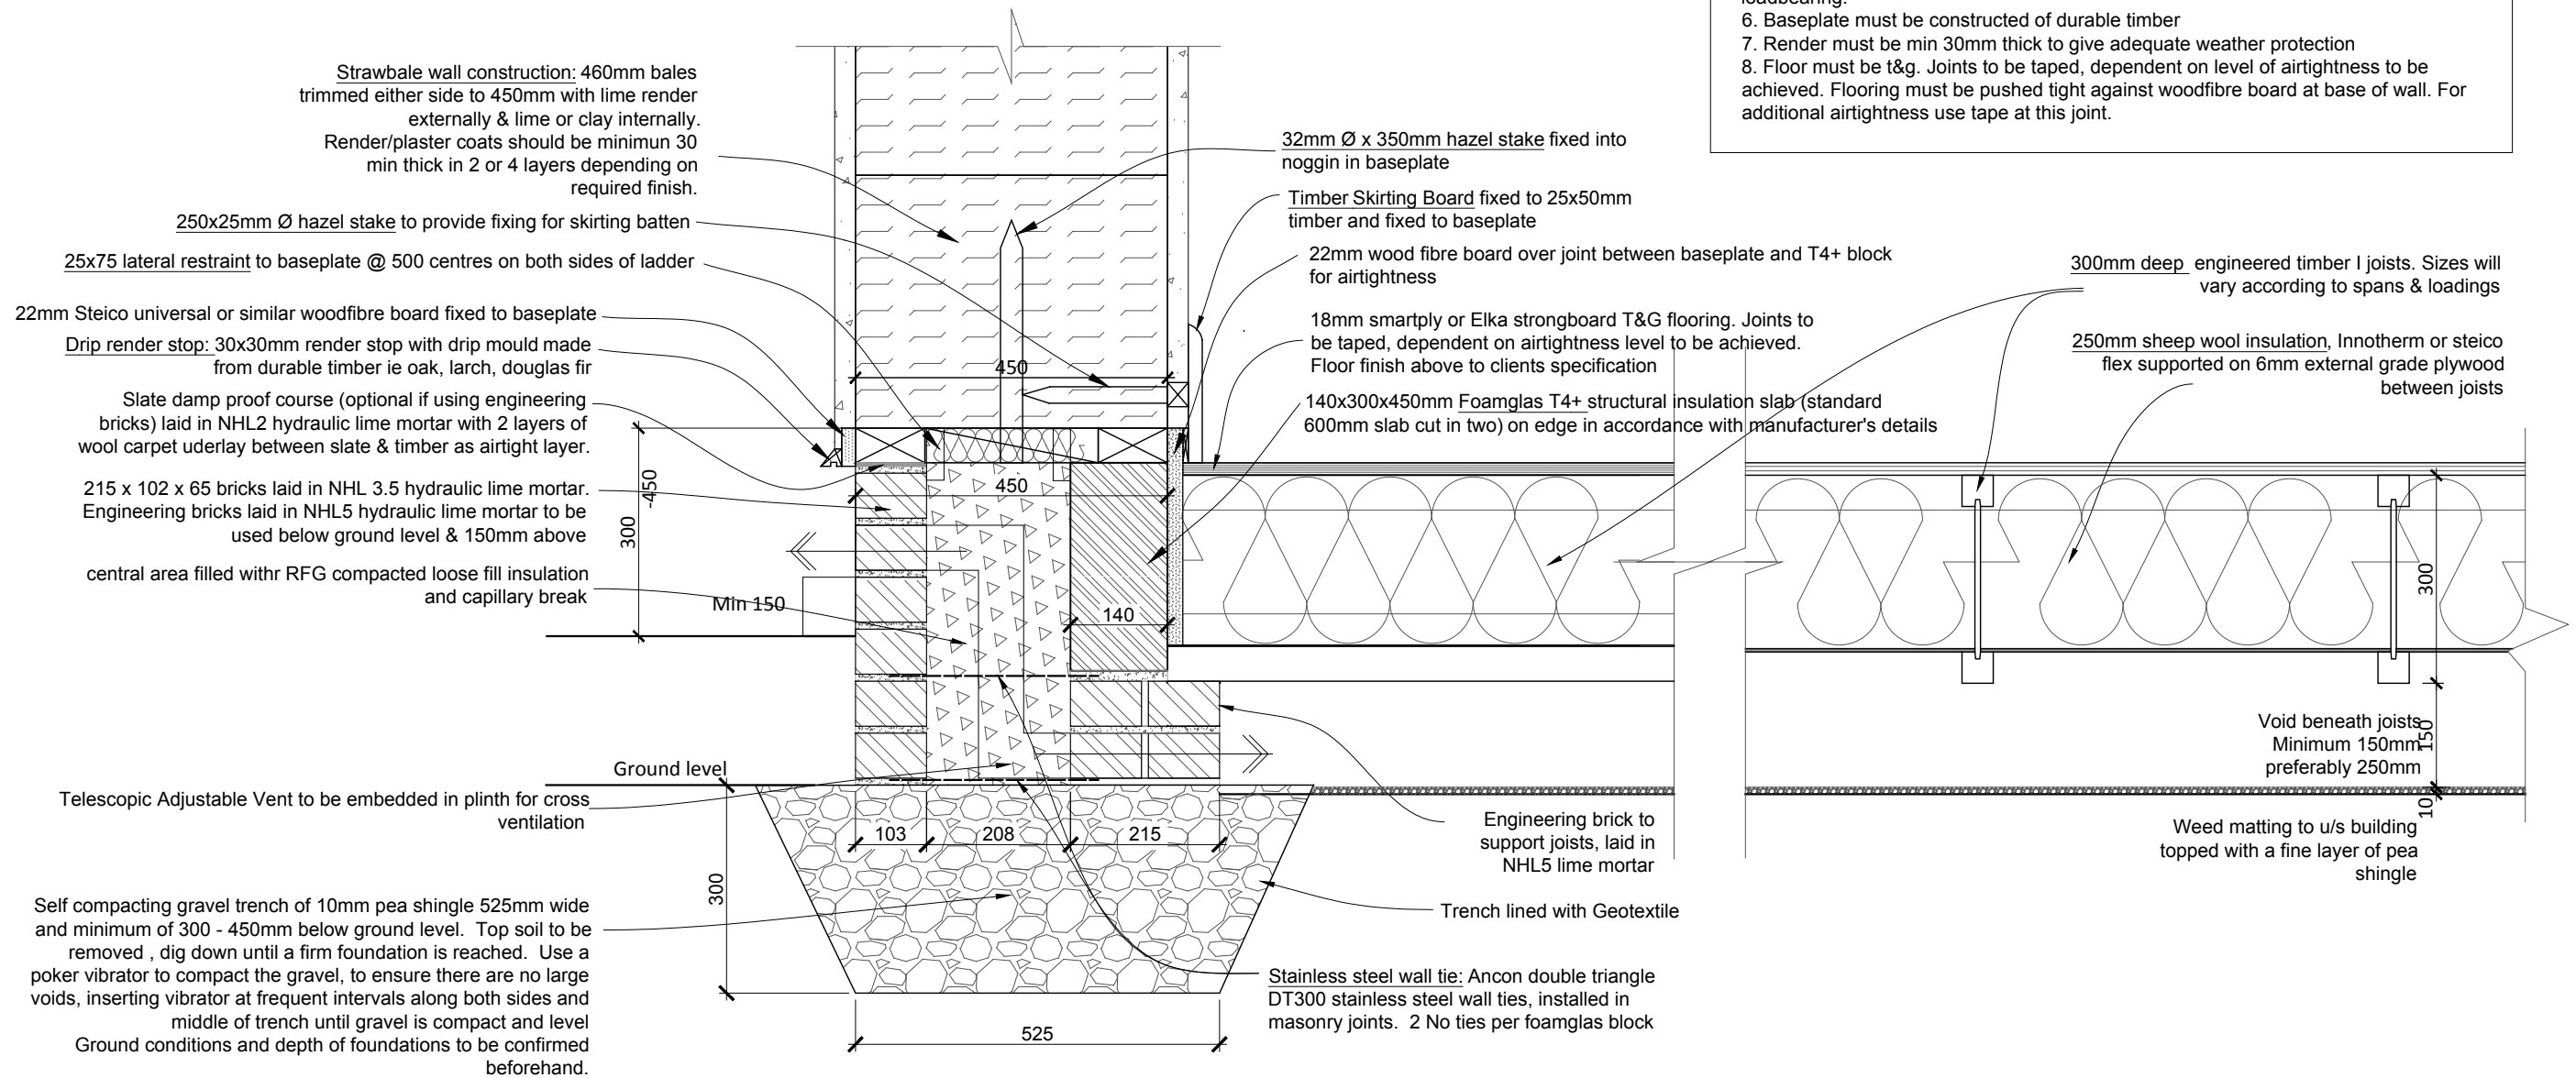 loadbearing.
6. Baseplate must be constructed of durable timber
7. Render must be min 30mm thick to give adequate weather protection
8. Floor must be t&g. Joints to be taped, dependent on level of airtightness to be
achieved. Flooring must be pushed tight against woodfibre board at base of wall. For
additional airtightness use tape at this joint.
Strawbale wall construction: 460mm bales
trimmed either side to 450mm with lime render
externally & lime or clay internally.
Render/plaster coats should be minimun 30
min thick in 2 or 4 layers depending on
required finish.
250x25mm Ø hazel stake to provide fixing for skirting batten
25x75 lateral restraint to baseplate @ 500 centres on both sides of ladder
22mm Steico universal or similar woodfibre board fixed to baseplate
Drip render stop: 30x30mm render stop with drip mould made
from durable timber ie oak, larch, douglas fir
Slate damp proof course (optional if using engineering
bricks) laid in NHL2 hydraulic lime mortar with 2 layers of
wool carpet uderlay between slate & timber as airtight layer.
215 x 102 x 65 bricks laid in NHL 3.5 hydraulic lime mortar.
Engineering bricks laid in NHL5 hydraulic lime mortar to be
used below ground level & 150mm above
central area filled withr RFG compacted loose fill insulation
and capillary break
Telescopic Adjustable Vent to be embedded in plinth for cross
ventilation
Self compacting gravel trench of 10mm pea shingle 525mm wide
and minimum of 300 - 450mm below ground level. Top soil to be
removed , dig down until a firm foundation is reached. Use a
poker vibrator to compact the gravel, to ensure there are no large
voids, inserting vibrator at frequent intervals along both sides and
middle of trench until gravel is compact and level
Ground conditions and depth of foundations to be confirmed
beforehand.
300
-450
Min 150
Ground level
300
450
450
140
103
208
215
525
32mm Ø x 350mm hazel stake fixed into
noggin in baseplate
Timber Skirting Board fixed to 25x50mm
timber and fixed to baseplate
22mm wood fibre board over joint between baseplate and T4+ block
for airtightness
18mm smartply or Elka strongboard T&G flooring. Joints to
be taped, dependent on airtightness level to be achieved.
Floor finish above to clients specification
140x300x450mm Foamglas T4+ structural insulation slab (standard
600mm slab cut in two) on edge in accordance with manufacturer's details
300mm deep engineered timber I joists. Sizes will
vary according to spans & loadings
250mm sheep wool insulation, Innotherm or steico
flex supported on 6mm external grade plywood
between joists
300
150
10
Void beneath joists
Minimum 150mm
preferably 250mm
Weed matting to u/s building
topped with a fine layer of pea
shingle
Engineering brick to
support joists, laid in
NHL5 lime mortar
Trench lined with Geotextile
Stainless steel wall tie: Ancon double triangle
DT300 stainless steel wall ties, installed in
masonry joints. 2 No ties per foamglas block